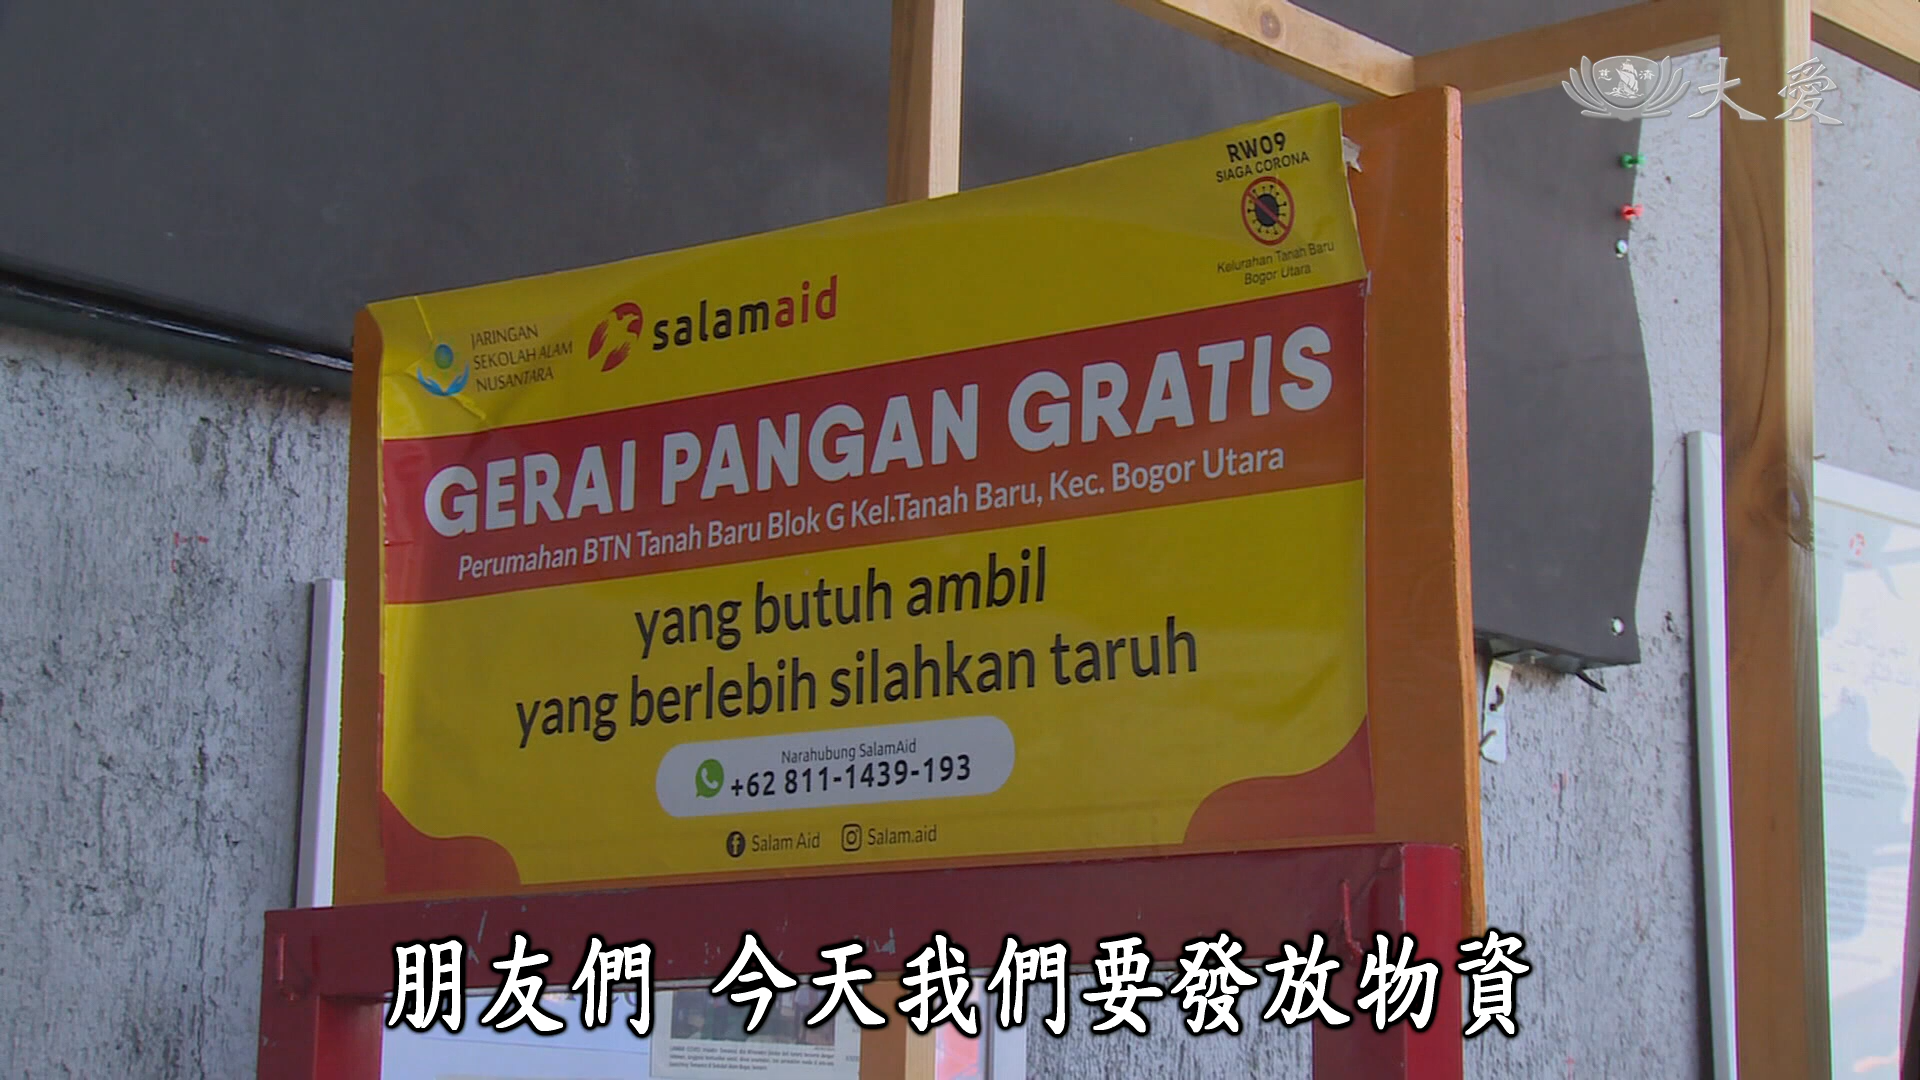 慈濟 大愛
RW09
SIAGA CORONA
Kelurahan Tanah Baru
Bogor Utara
JARINGAN
SEKOLAH ALAM
NUSANTARA
salamaid
GERAI PANGAN GRATIS
Perumahan BTN Tanah Baru Blok G Kel.Tanah Baru, Kec. Bogor Utara
yang butuh ambil
yang berlebih silahkan taruh
Narahubung SalamAid
+62 811-1439-193
Salam Aid Salam.aid
朋友們 今天我們要發放物資